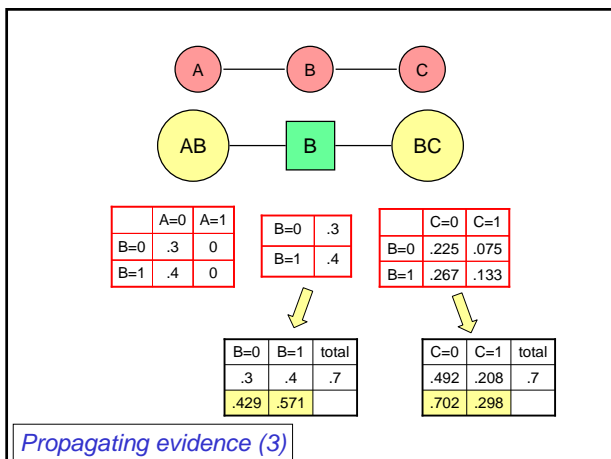 A B C
AB B BC
A=0 A=1
B=0 .3 0
B=1 .4 0
B=0 .3
B=1 .4
C=0 C=1
B=0 .225 .075
B=1 .267 .133
B=0 B=1 total
.3 .4 .7
.429 .571
C=0 C=1 total
.492 .208 .7
.702 .298
Propagating evidence (3)